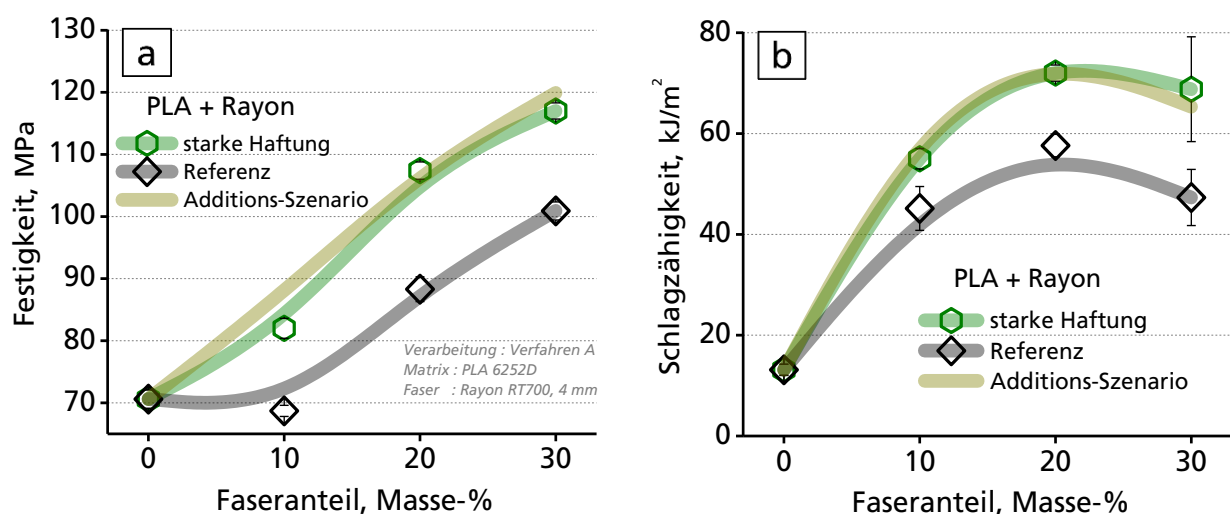 a
Festigkeit, MPa
130
120
110
100
90
80
70
PLA + Rayon
starke Haftung
Referenz
Additions-Szenario
Verarbeitung : Verfahren A
Matrix : PLA 6252D
Faser : Rayon RT700, 4 mm
0 10 20 30
Faseranteil, Masse-%
b
Schlagzähigkeit, kJ/m²
80
60
40
20
0
PLA + Rayon
starke Haftung
Referenz
Additions-Szenario
0 10 20 30
Faseranteil, Masse-%